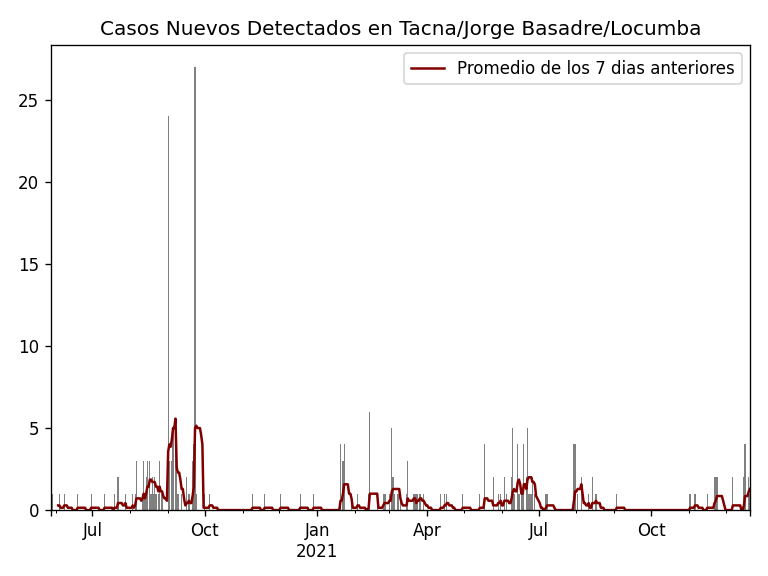 Casos Nuevos Detectados en Tacna/Jorge Basadre/Locumba
Promedio de los 7 dias anteriores
25
20
15
10
5
0
Jul Oct Jan Apr Jul Oct
2021